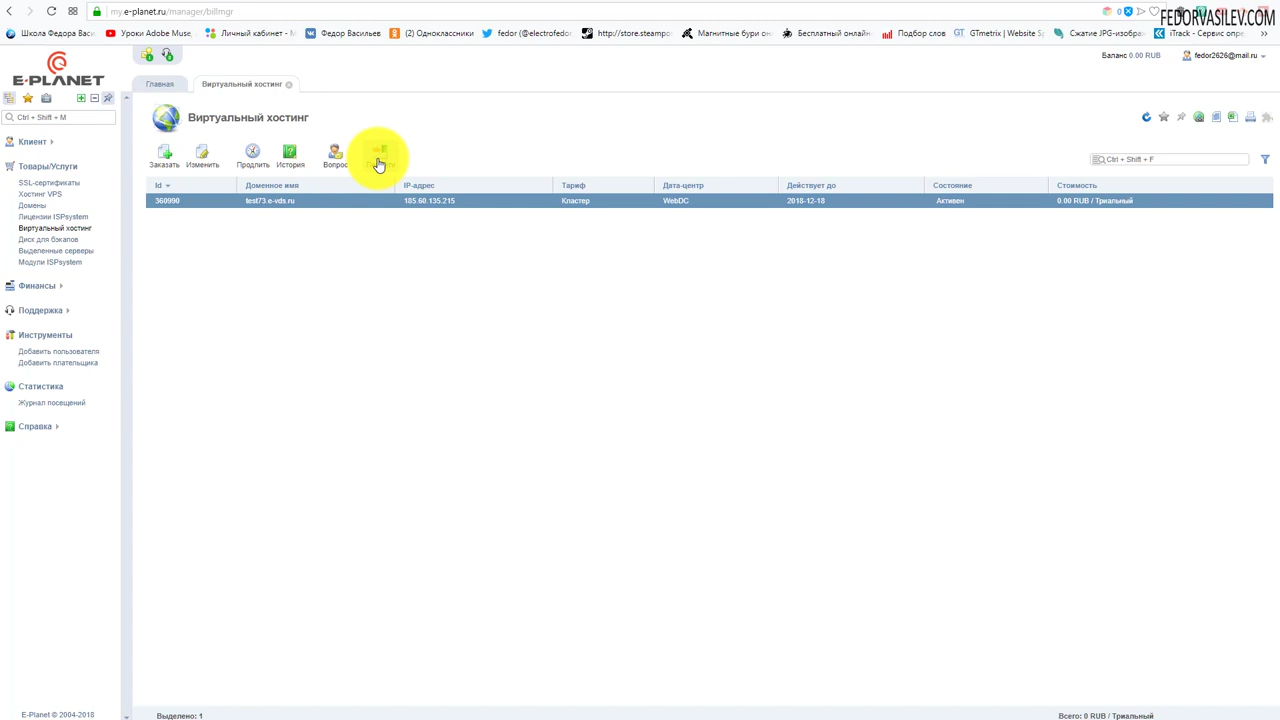 my.e-planet.ru/manager/billmgr
0
FEDORVASILEV.COM
Школа Федора Васи
Уроки Adobe Muse,
Личный кабинет - М
Федор Васильев
(2) Одноклассники
fedor (@electrofedor)
http://store.steampo
Магнитные бури он
Бесплатный онлайн
Подбор слов
GTmetrix | Website Sp
Сжатие JPG-изобра
iTrack - Сервис опре
E-PLANET
Баланс 0.00 RUB
fedor2626@mail.ru
Главная
Виртуальный хостинг
Ctrl + Shift + M
Виртуальный хостинг
Клиент
Заказать
Изменить
Продлить
История
Вопрос
Ctrl + Shift + F
Товары/Услуги
SSL-сертификаты
Хостинг VPS
Домены
Лицензии ISPsystem
Виртуальный хостинг
Диск для бэкапов
Выделенные серверы
Модули ISPsystem
Id
Доменное имя
IP-адрес
Тариф
Дата-центр
Действует до
Состояние
Стоимость
360990
test73.e-vds.ru
185.60.135.215
Кластер
WebDC
2018-12-18
Активен
0.00 RUB / Триальный
Финансы
Поддержка
Инструменты
Добавить пользователя
Добавить плательщика
Статистика
Журнал посещений
Справка
E-Planet © 2004-2018
Выделено: 1
Всего: 0 RUB / Триальный